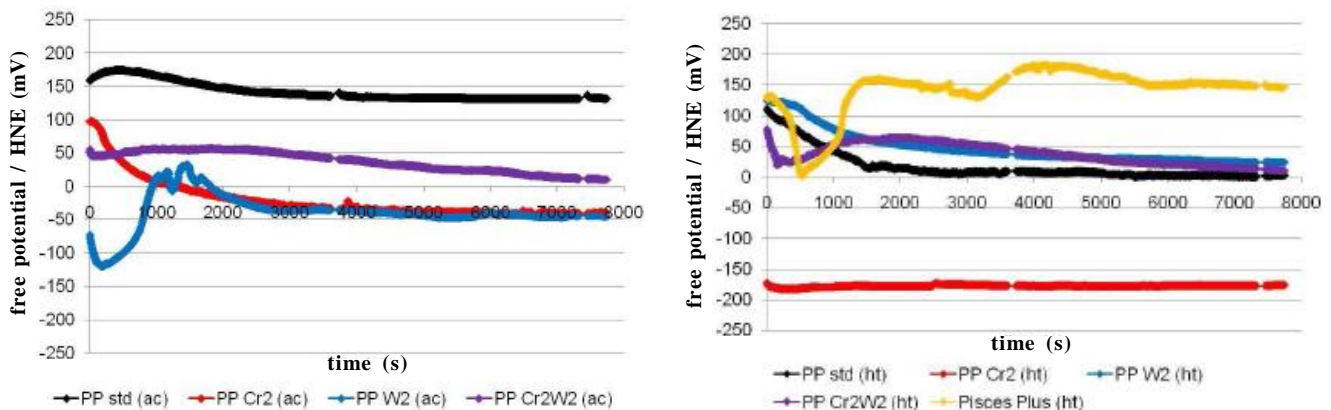 250
200
150
100
50
0
-50
-100
-150
-200
-250
0 1000 2000 3000 4000 5000 6000 7000 8000
free potential / HNE (mV)
time (s)
PP std (ac) PP Cr2 (ac) PP W2 (ac) PP Cr2W2 (ac)
250
200
150
100
50
0
-50
-100
-150
-200
-250
0 1000 2000 3000 4000 5000 6000 7000 8000
free potential / HNE (mV)
time (s)
PP std (ht) PP Cr2 (ht) PP W2 (ht)
PP Cr2W2 (ht) Pisces Plus (ht)